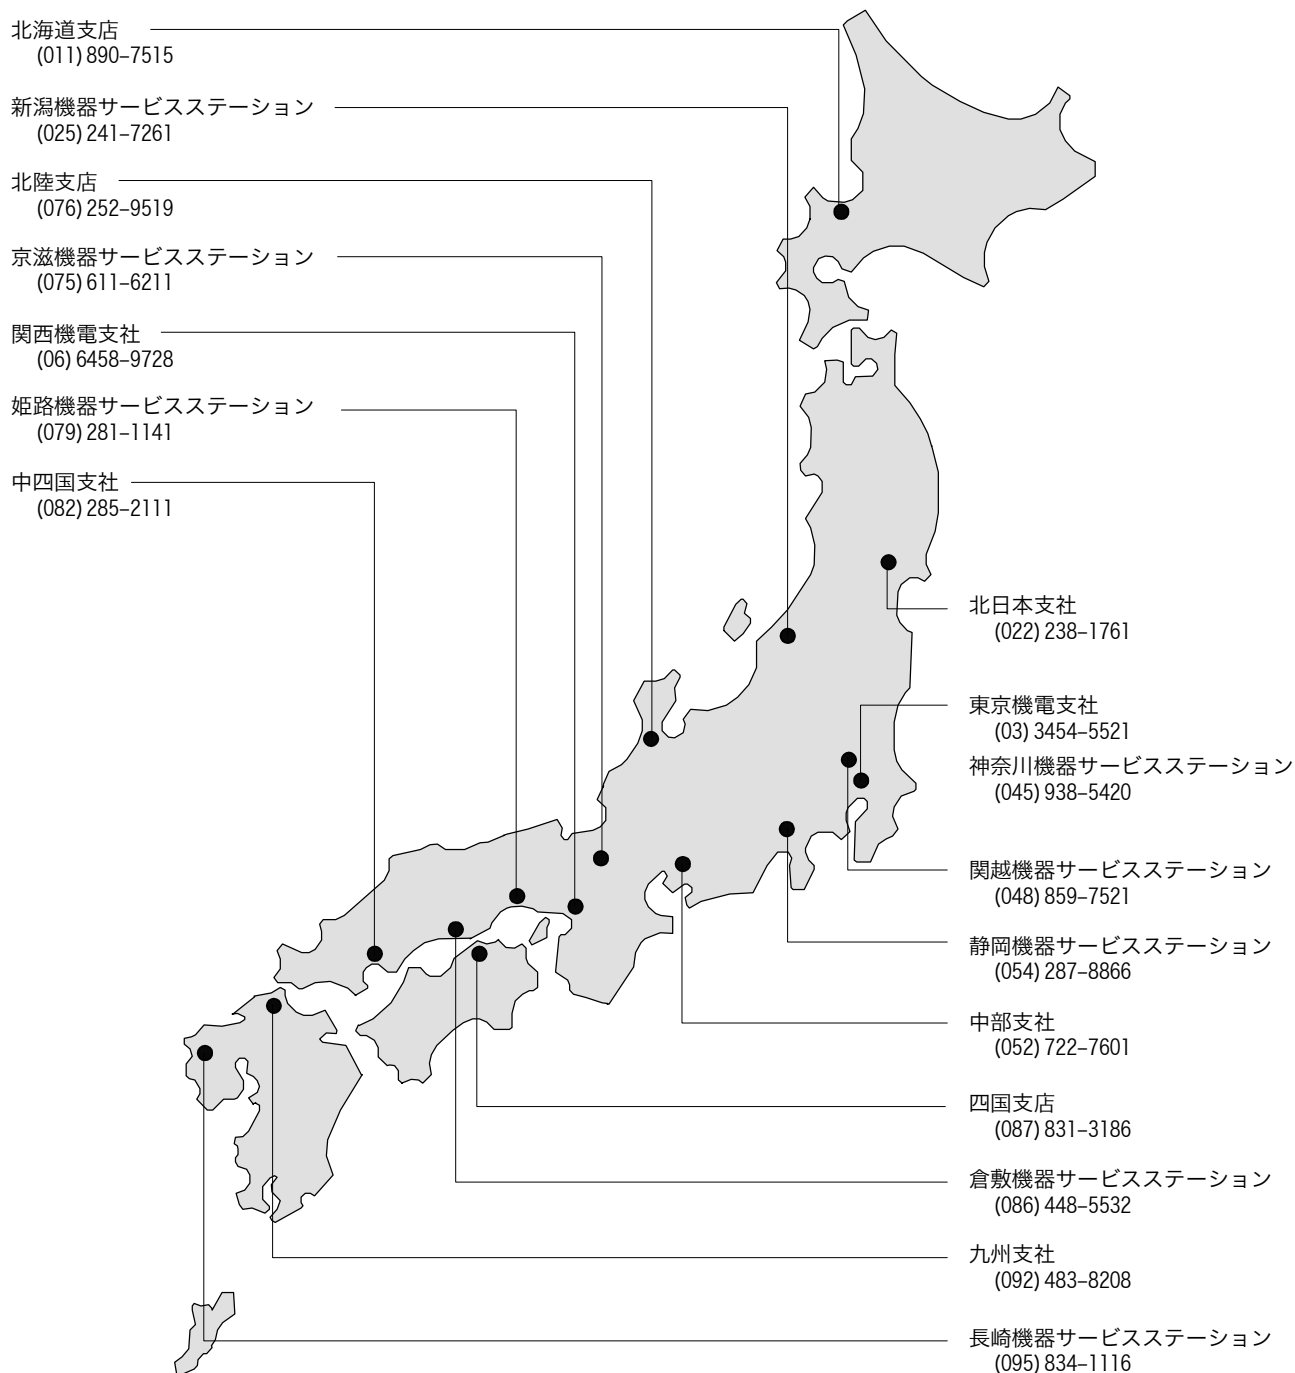 北海道支店
(011) 890–7515
新潟機器サービスステーション
(025) 241–7261
北陸支店
(076) 252–9519
京滋機器サービスステーション
(075) 611–6211
関西機電支社
(06) 6458–9728
姫路機器サービスステーション
(079) 281–1141
中四国支社
(082) 285–2111
北日本支社
(022) 238–1761
東京機電支社
(03) 3454–5521
神奈川機器サービスステーション
(045) 938–5420
関越機器サービスステーション
(048) 859–7521
静岡機器サービスステーション
(054) 287–8866
中部支社
(052) 722–7601
四国支店
(087) 831–3186
倉敷機器サービスステーション
(086) 448–5532
九州支社
(092) 483–8208
長崎機器サービスステーション
(095) 834–1116